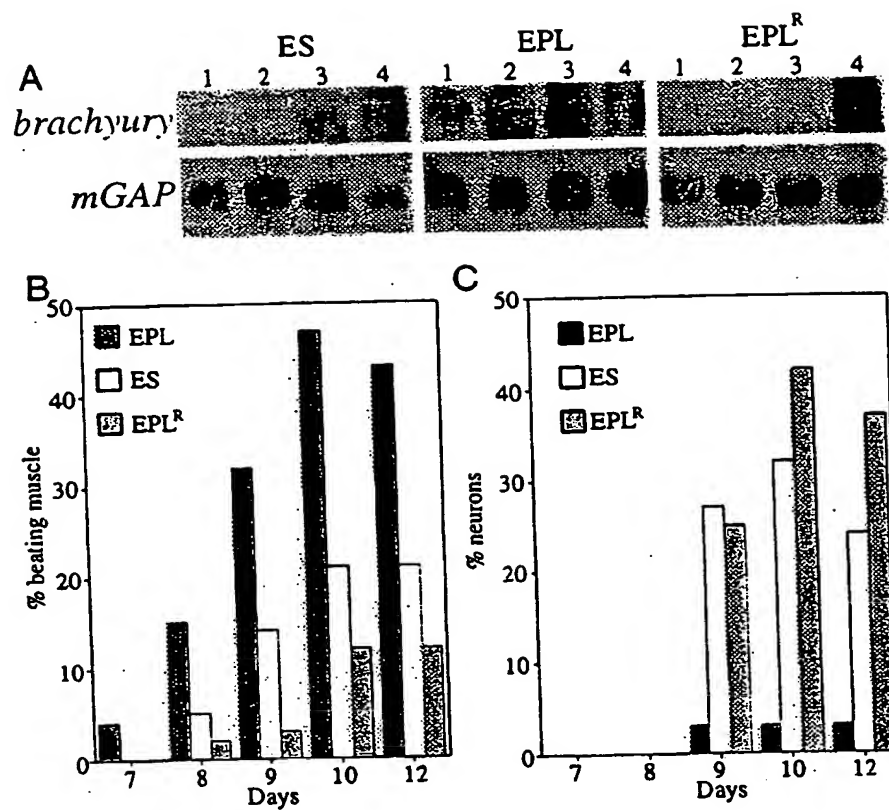 ES EPL EPL^R
A 1 2 3 4 1 2 3 4 1 2 3 4
brachyury
mGAP
B
50
40
30
20
10
0
% beating muscle
EPL
ES
EPL^R
7 8 9 10 12
Days
C
50
40
30
20
10
0
% neurons
EPL
ES
EPL^R
7 8 9 10 12
Days